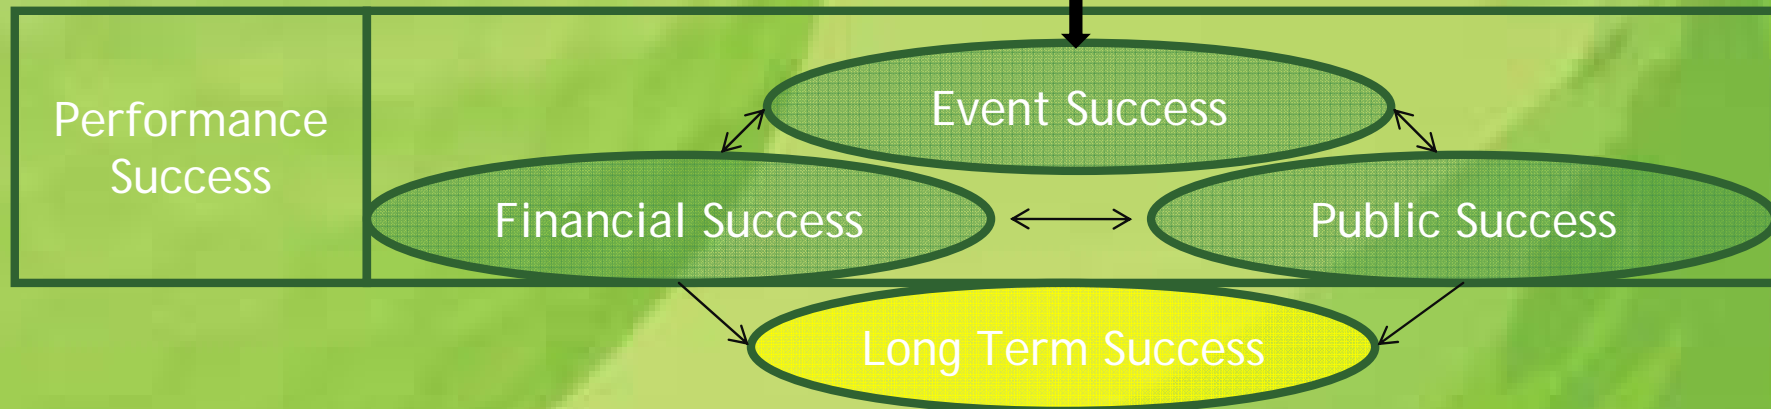 Performance
Success
Event Success
Financial Success
Public Success
Long Term Success